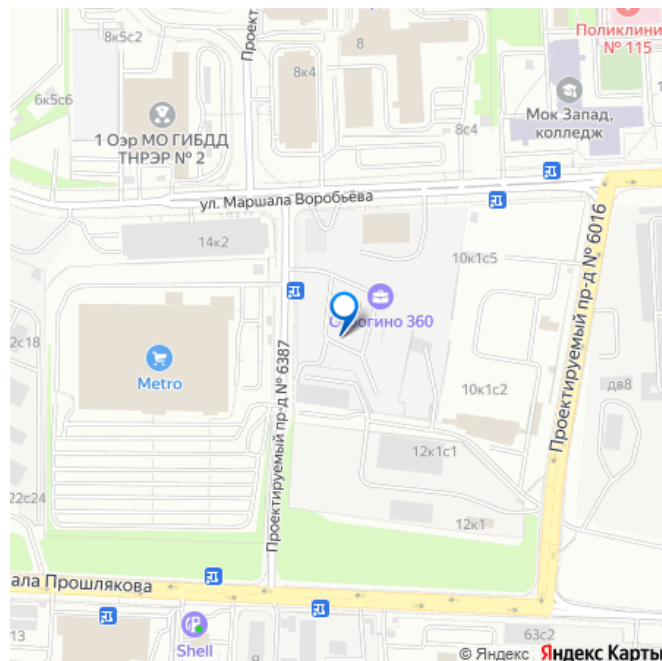 8к5с2
Проект
8
Поликлини
№ 115
8к4
6к5с6
1 Оэр МО ГИБДД
ТНРЭР № 2
8с4
Мок Запад,
колледж
ул. Маршала Воробьёва
14к2
10к1с5
Проектируемый пр-д № 6016
360
2с18
Metro
Проектируемый пр-д № 6387
10к1с2
дв8
12к1с1
22с24
12к1
ала Прошлякова
13
Shell
63с2
© Яндекс Яндекс Карты